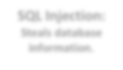 SQL Injection:
Steals database
information.